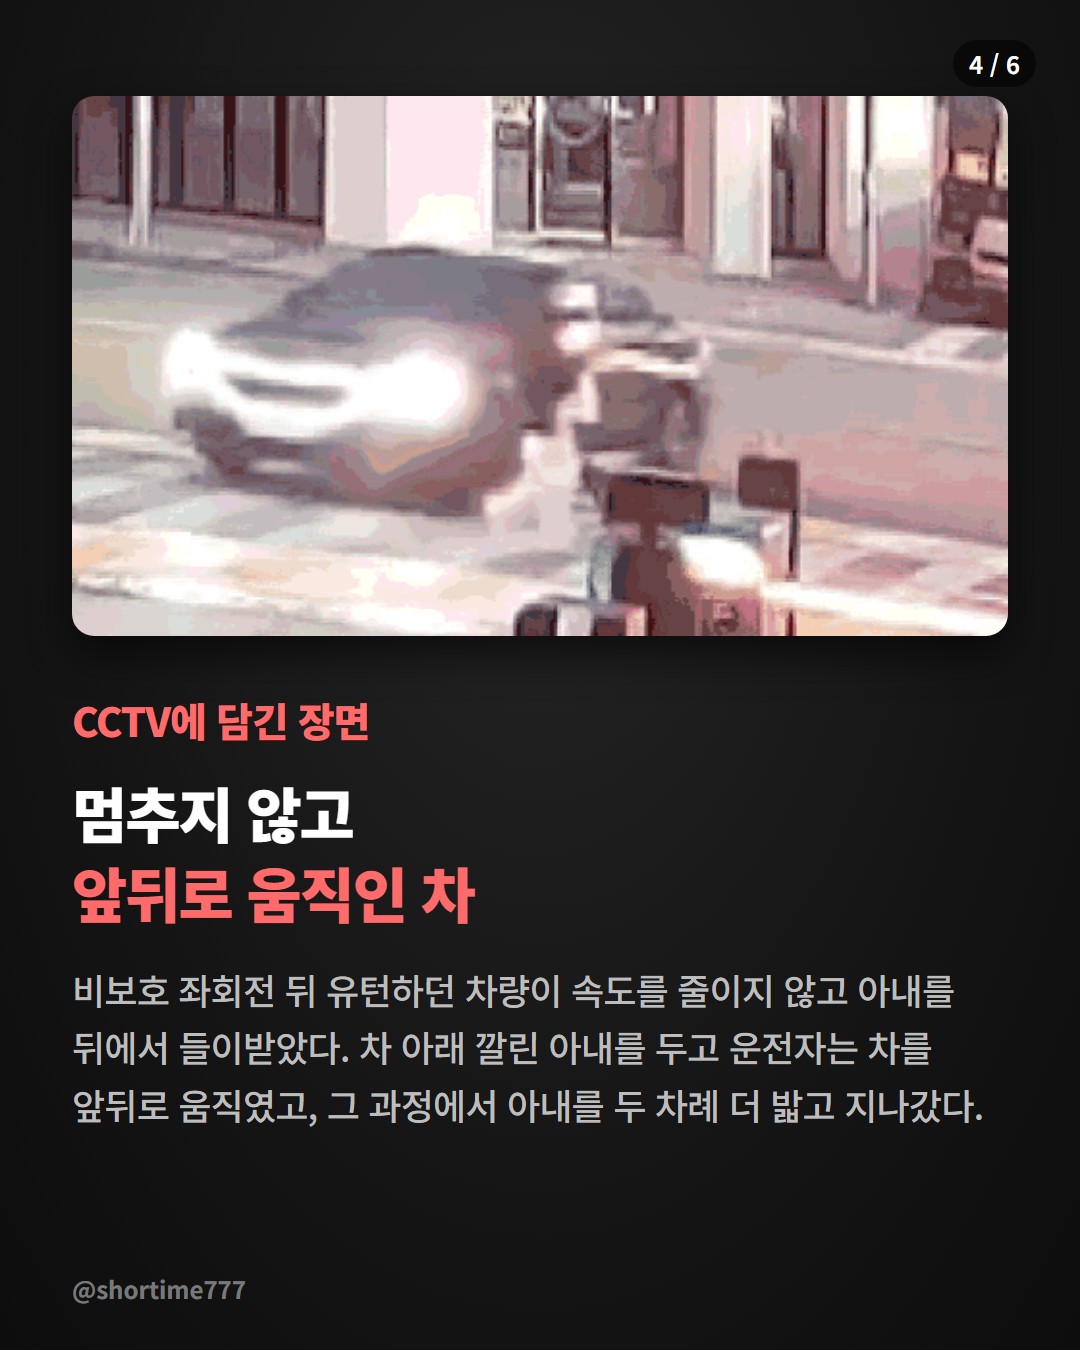 4 / 6
CCTV에 담긴 장면
멈추지 않고
앞뒤로 움직인 차
비보호 좌회전 뒤 유턴하던 차량이 속도를 줄이지 않고 아내를
뒤에서 들이받았다. 차 아래 깔린 아내를 두고 운전자는 차를
앞뒤로 움직였고, 그 과정에서 아내를 두 차례 더 밟고 지나갔다.
@shortime777